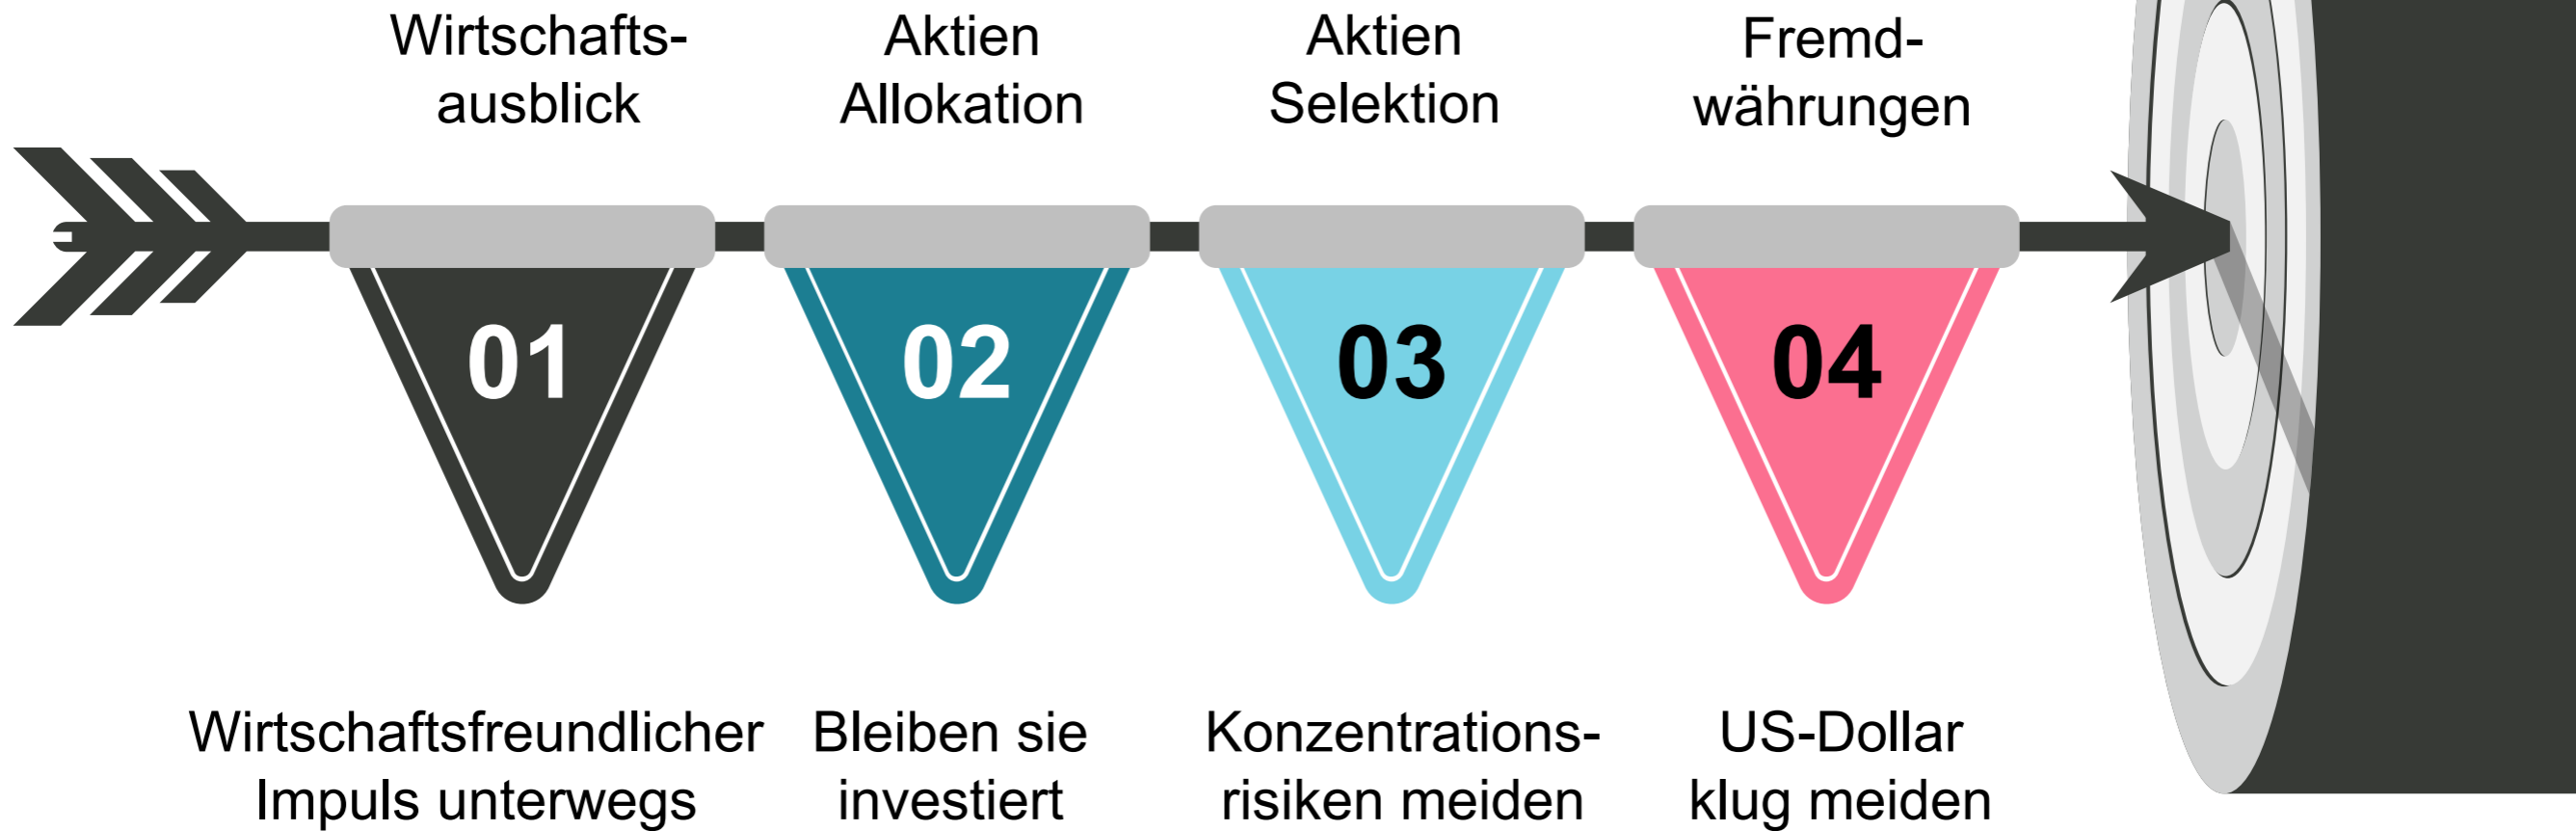 Wirtschafts-
ausblick
Aktien
Allokation
Aktien
Selektion
Fremd-
währungen
01
02
03
04
Wirtschaftsfreundlicher
Impuls unterwegs
Bleiben sie
investiert
Konzentrations-
risiken meiden
US-Dollar
klug meiden